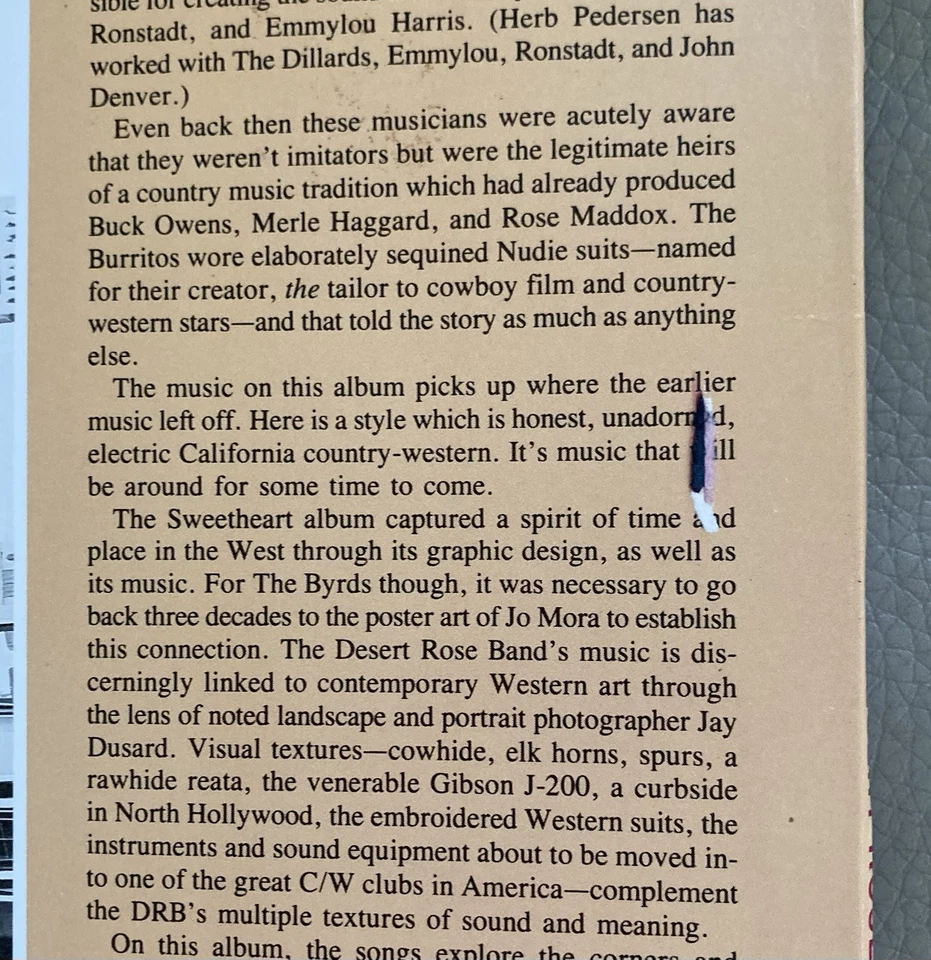 sible for creating the sound
Ronstadt, and Emmylou Harris. (Herb Pedersen has
worked with The Dillards, Emmylou, Ronstadt, and John
Denver.)
Even back then these musicians were acutely aware
that they weren't imitators but were the legitimate heirs
of a country music tradition which had already produced
Buck Owens, Merle Haggard, and Rose Maddox. The
Burritos wore elaborately sequined Nudie suits—named
for their creator, the tailor to cowboy film and country-
western stars—and that told the story as much as anything
else.
The music on this album picks up where the earlier
music left off. Here is a style which is honest, unadorned,
electric California country-western. It's music that will
be around for some time to come.
The Sweetheart album captured a spirit of time and
place in the West through its graphic design, as well as
its music. For The Byrds though, it was necessary to go
back three decades to the poster art of Jo Mora to establish
this connection. The Desert Rose Band's music is dis-
cerningly linked to contemporary Western art through
the lens of noted landscape and portrait photographer Jay
Dusard. Visual textures—cowhide, elk horns, spurs, a
rawhide reata, the venerable Gibson J-200, a curbside
in North Hollywood, the embroidered Western suits, the
instruments and sound equipment about to be moved in-
to one of the great C/W clubs in America—complement
the DRB's multiple textures of sound and meaning.
On this album, the songs explore the corners and